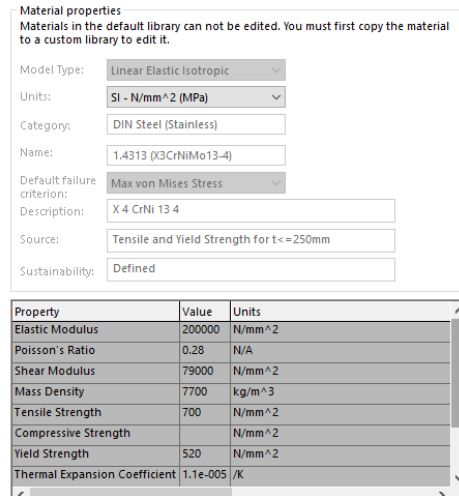 Material properties
Materials in the default library can not be edited. You must first copy the material
to a custom library to edit it.
Model Type: Linear Elastic Isotropic
Units: SI - N/mm^2 (MPa)
Category: DIN Steel (Stainless)
Name: 1.4313 (X3CrNiMo13-4)
Default failure
criterion: Max von Mises Stress
Description: X 4 CrNi 13 4
Source: Tensile and Yield Strength for t<=250mm
Sustainability: Defined
Property Value Units
Elastic Modulus 200000 N/mm^2
Poisson's Ratio 0.28 N/A
Shear Modulus 79000 N/mm^2
Mass Density 7700 kg/m^3
Tensile Strength 700 N/mm^2
Compressive Strength N/mm^2
Yield Strength 520 N/mm^2
Thermal Expansion Coefficient 1.1e-005 /K